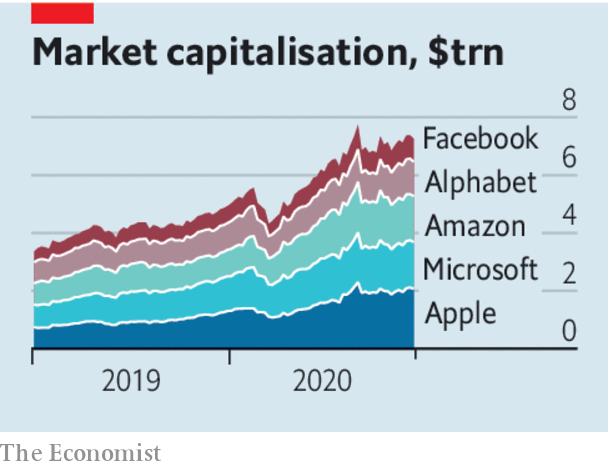 Market capitalisation, $trn
8
Facebook
6
Alphabet
Amazon
4
Microsoft
2
Apple
0
2019 2020
The Economist